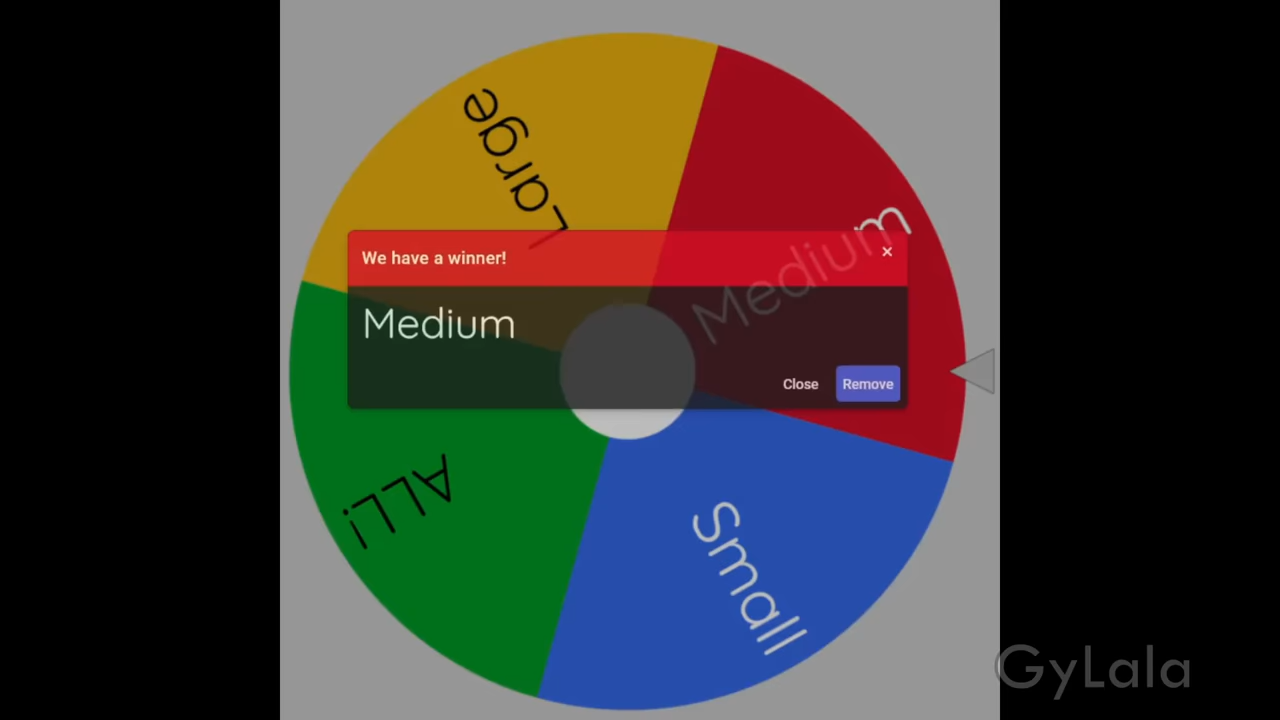 Large
Medium
We have a winner!
×
Medium
Close
Remove
ALL!
Small
GyLala